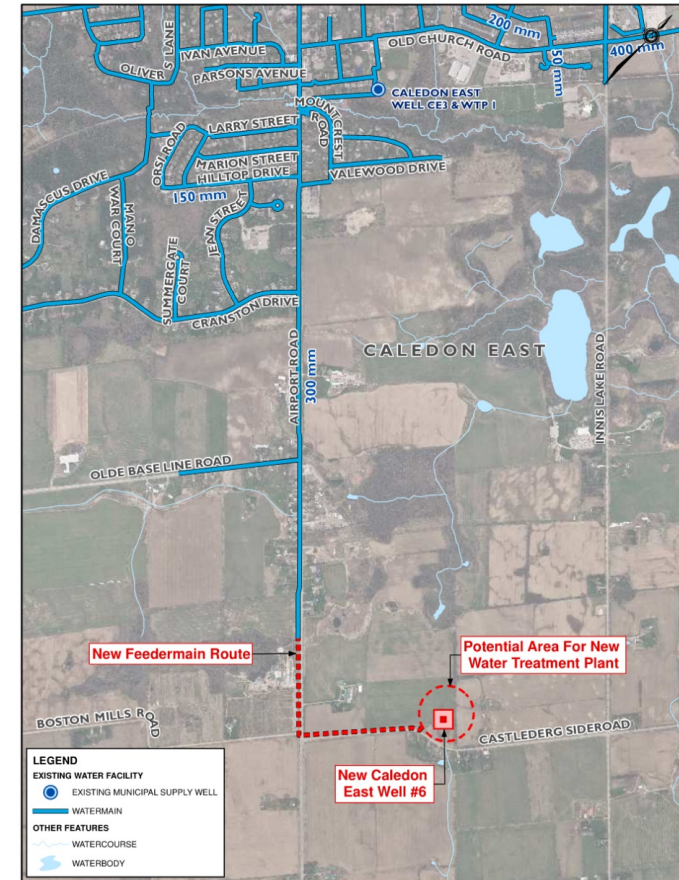 S LANE
IVAN AVENUE
OLIVER
PARSONS AVENUE
OLD CHURCH ROAD
200 mm
50 mm
400 mm
CALEDON EAST
WELL CE3 & WTP 1
MOUNTCREST
ROAD
LARRY STREET
ORSI ROAD
MARION STREET
HILLTOP DRIVE
VALEWOOD DRIVE
150 mm
DAMASCUS DRIVE
MANO
WAR COURT
JEAN STREET
SUMMERGATE
COURT
CRANSTON DRIVE
AIRPORT ROAD
300 mm
CALEDON EAST
INNIS LAKE ROAD
OLDE BASE LINE ROAD
New Feedermain Route
Potential Area For New
Water Treatment Plant
BOSTON MILLS ROAD
CASTLEDERG SIDEROAD
New Caledon
East Well #6
LEGEND
EXISTING WATER FACILITY
EXISTING MUNICIPAL SUPPLY WELL
WATERMAIN
OTHER FEATURES
WATERCOURSE
WATERBODY